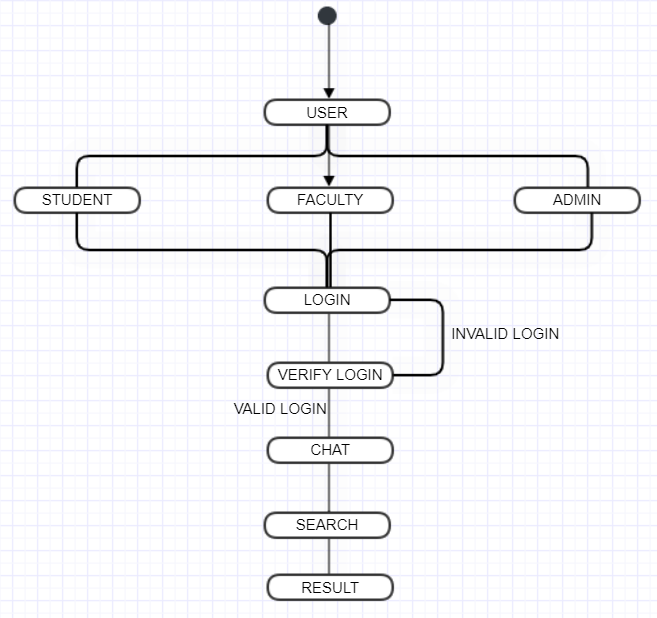 USER
STUDENT
FACULTY
ADMIN
LOGIN
INVALID LOGIN
VERIFY LOGIN
VALID LOGIN
CHAT
SEARCH
RESULT